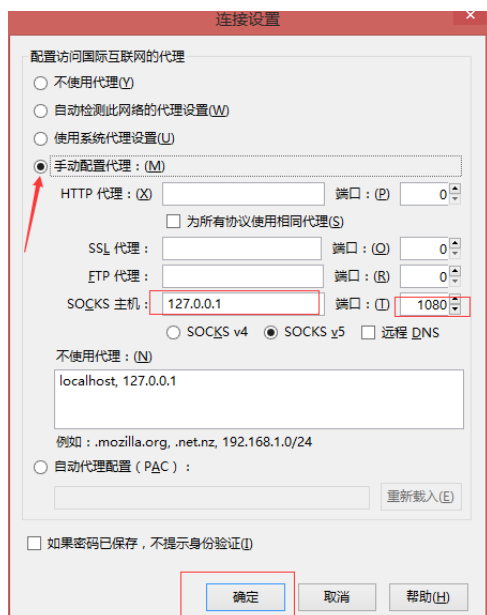 连接设置
配置访问国际互联网的代理
不使用代理(Y)
自动检测此网络的代理设置(W)
使用系统代理设置(U)
手动配置代理：(M)
HTTP 代理：(X) 端口：(P) 0
为所有协议使用相同代理(S)
SSL 代理： 端口：(O) 0
FTP 代理： 端口：(R) 0
SOCKS 主机： 127.0.0.1 端口：(T) 1080
SOCKS v4 SOCKS v5 远程 DNS
不使用代理：(N)
localhost, 127.0.0.1
例如：.mozilla.org, .net.nz, 192.168.1.0/24
自动代理配置（PAC）：
重新载入(E)
如果密码已保存，不提示身份验证(I)
确定 取消 帮助(H)